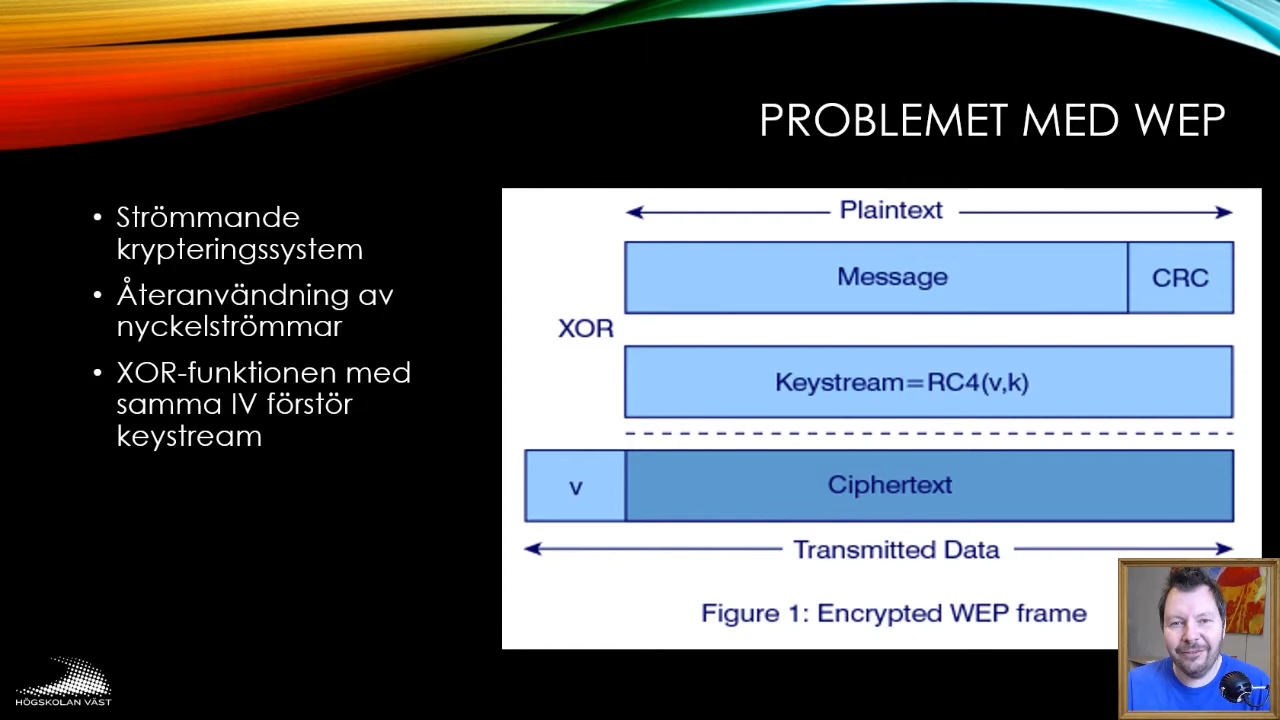 PROBLEMET MED WEP
• Strömmande
krypteringssystem
• Återanvändning av
nyckelströmmar
• XOR-funktionen med
samma IV förstör
keystream
Plaintext
Message
CRC
XOR
Keystream=RC4(v,k)
v
Ciphertext
Transmitted Data
Figure 1: Encrypted WEP frame
HÖGSKOLAN VÄST